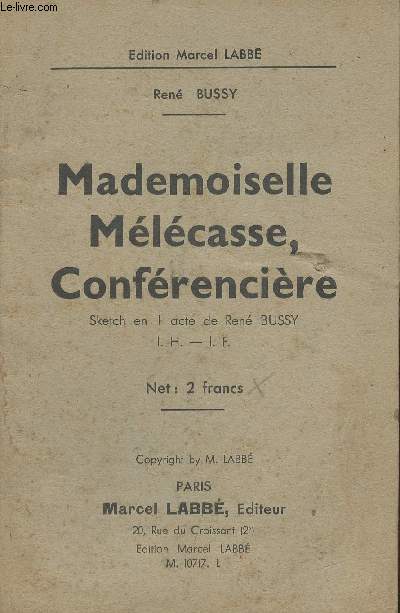 Le-livre.com
Edition Marcel LABBÉ
René BUSSY
Mademoiselle
Mélécasse,
Conférencière
Sketch en 1 acte de René BUSSY
1. H. — 1. F.
Net : 2 francs
Copyright by M. LABBÉ
PARIS
Marcel LABBÉ, Editeur
20, Rue du Croissant (2e)
Edition Marcel LABBÉ
M. 10717. L